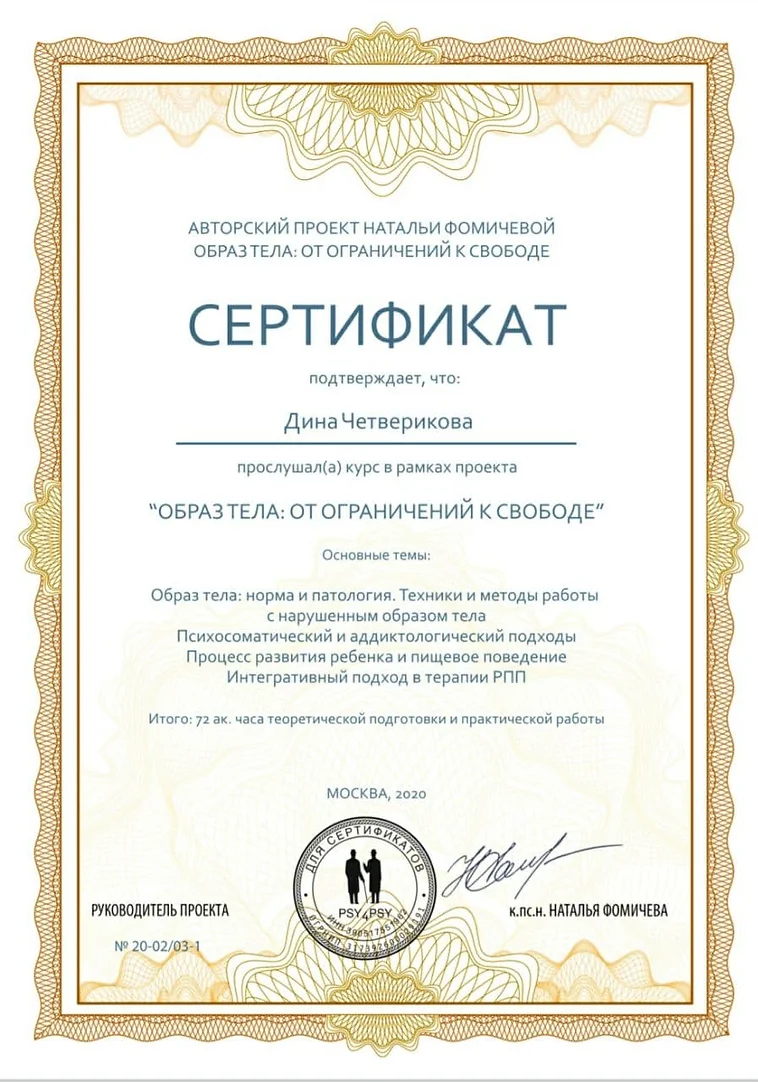 АВТОРСКИЙ ПРОЕКТ НАТАЛЬИ ФОМИЧЕВОЙ
ОБРАЗ ТЕЛА: ОТ ОГРАНИЧЕНИЙ К СВОБОДЕ
СЕРТИФИКАТ
подтверждает, что:
Дина Четверикова
прослушал(а) курс в рамках проекта
“ОБРАЗ ТЕЛА: ОТ ОГРАНИЧЕНИЙ К СВОБОДЕ”
Основные темы:
Образ тела: норма и патология. Техники и методы работы
с нарушенным образом тела
Психосоматический и аддиктологический подходы
Процесс развития ребенка и пищевое поведение
Интегративный подход в терапии РПП
Итого: 72 ак. часа теоретической подготовки и практической работы
МОСКВА, 2020
ДЛЯ СЕРТИФИКАТОВ
PSY4PSY
ИНН
ОГРНИП
РУКОВОДИТЕЛЬ ПРОЕКТА
к.пс.н. НАТАЛЬЯ ФОМИЧЕВА
№ 20-02/03-1